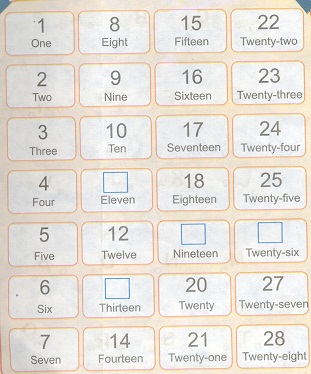 1 8 15 22
One Eight Fifteen Twenty-two
2 9 16 23
Two Nine Sixteen Twenty-three
3 10 17 24
Three Ten Seventeen Twenty-four
4 18 25
Four Eleven Eighteen Twenty-five
5 12
Five Twelve Nineteen Twenty-six
6 20 27
Six Thirteen Twenty Twenty-seven
7 14 21 28
Seven Fourteen Twenty-one Twenty-eight